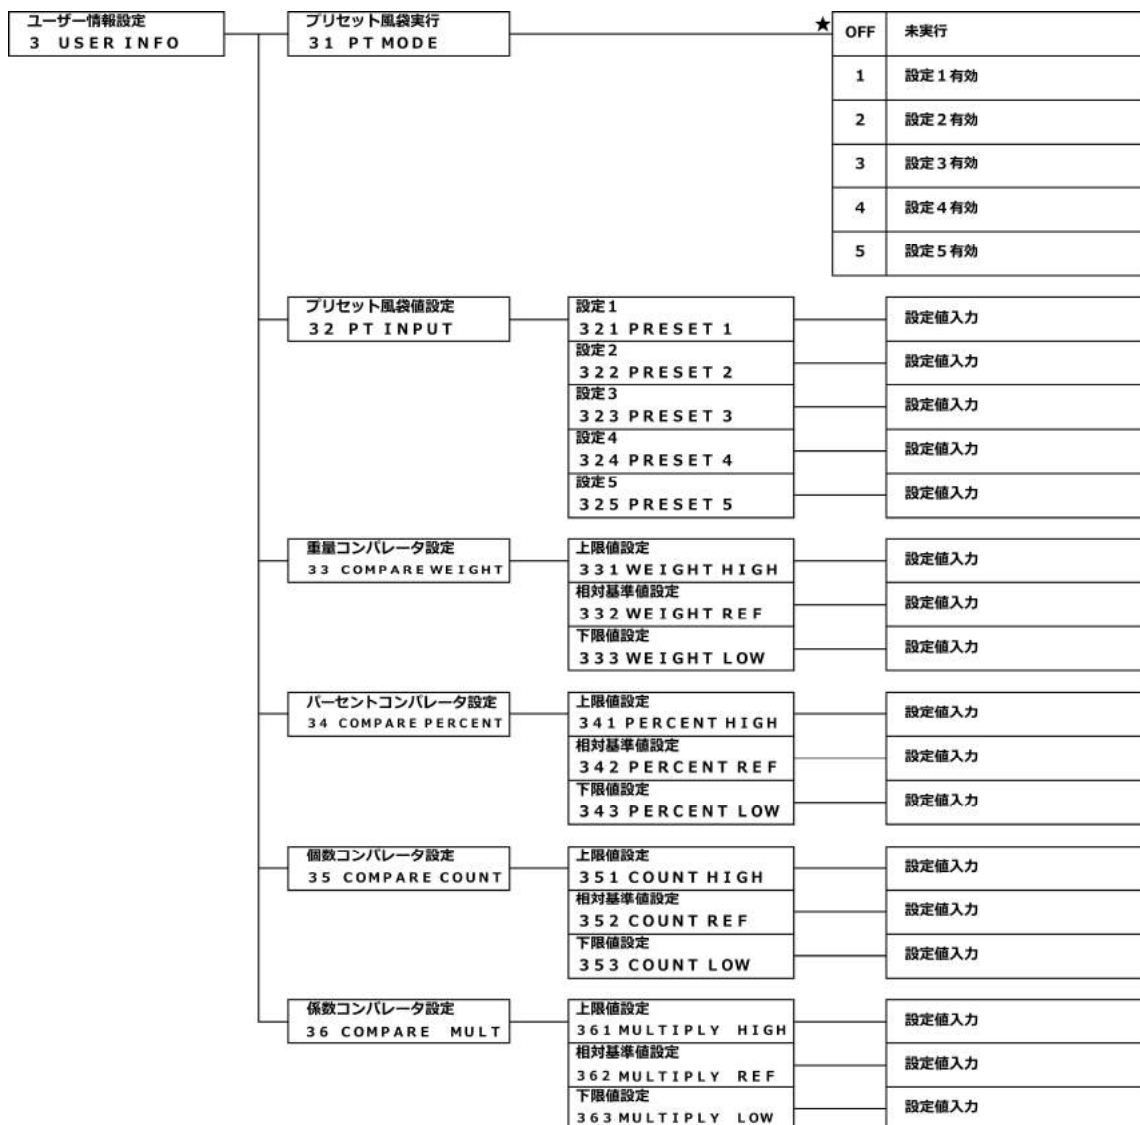 ユーザー情報設定
3 USER INFO
プリセット風袋実行
31 PT MODE
★
OFF 未実行
1 設定1有効
2 設定2有効
3 設定3有効
4 設定4有効
5 設定5有効
プリセット風袋値設定
32 PT INPUT
設定1
321 PRESET 1
設定値入力
設定2
322 PRESET 2
設定値入力
設定3
323 PRESET 3
設定値入力
設定4
324 PRESET 4
設定値入力
設定5
325 PRESET 5
設定値入力
重量コンパレータ設定
33 COMPARE WEIGHT
上限値設定
331 WEIGHT HIGH
設定値入力
相対基準値設定
332 WEIGHT REF
設定値入力
下限値設定
333 WEIGHT LOW
設定値入力
パーセントコンパレータ設定
34 COMPARE PERCENT
上限値設定
341 PERCENT HIGH
設定値入力
相対基準値設定
342 PERCENT REF
設定値入力
下限値設定
343 PERCENT LOW
設定値入力
個数コンパレータ設定
35 COMPARE COUNT
上限値設定
351 COUNT HIGH
設定値入力
相対基準値設定
352 COUNT REF
設定値入力
下限値設定
353 COUNT LOW
設定値入力
係数コンパレータ設定
36 COMPARE MULT
上限値設定
361 MULTIPLY HIGH
設定値入力
相対基準値設定
362 MULTIPLY REF
設定値入力
下限値設定
363 MULTIPLY LOW
設定値入力